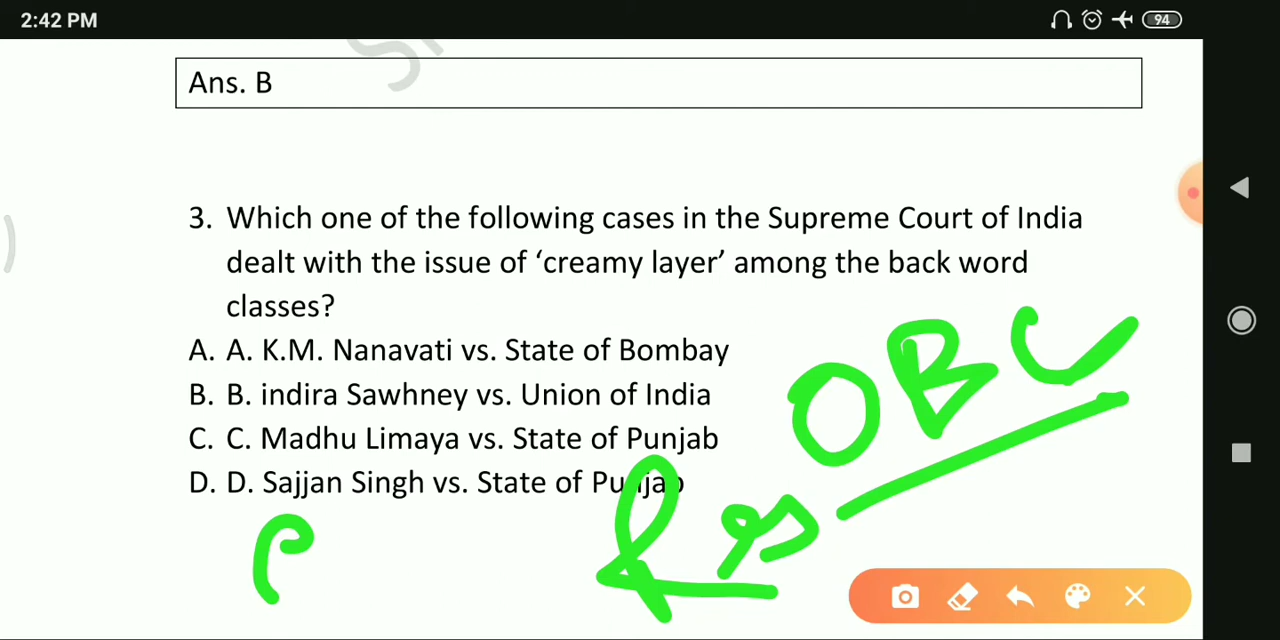 2:42 PM
94
Ans. B
3. Which one of the following cases in the Supreme Court of India
dealt with the issue of ‘creamy layer’ among the back word
classes?
A. A. K.M. Nanavati vs. State of Bombay
B. B. indira Sawhney vs. Union of India
C. C. Madhu Limaya vs. State of Punjab
D. D. Sajjan Singh vs. State of Punjab
OBC
Res